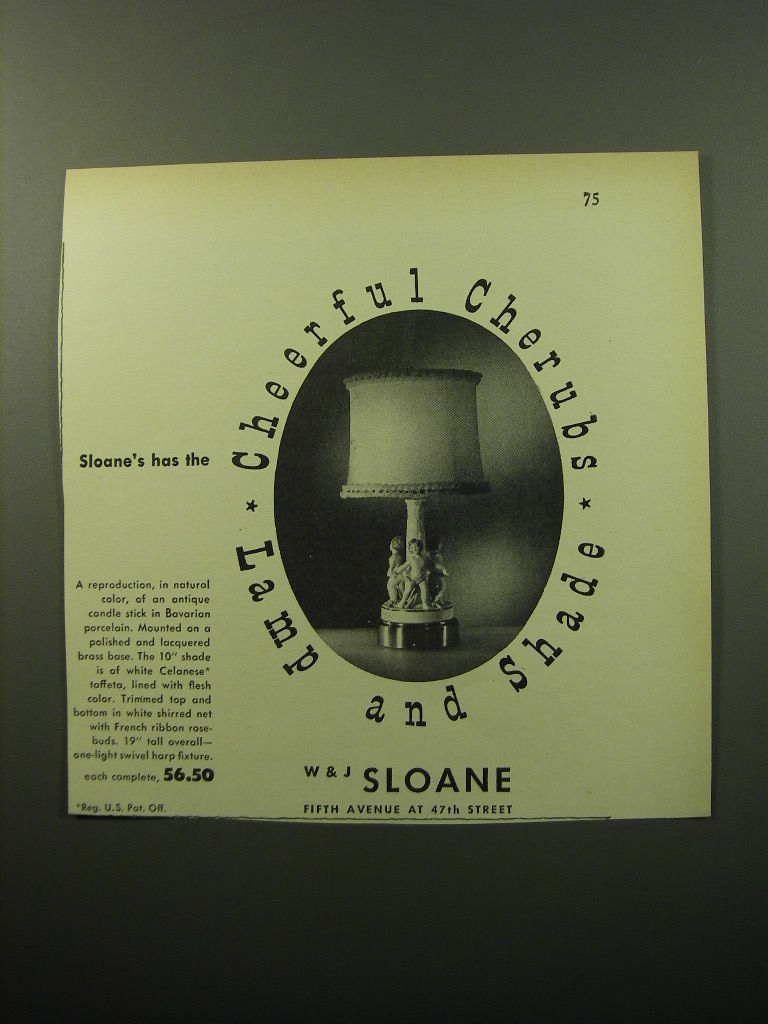 75
Sloane's has the
Cheerful Cherubs
* Lamp and Shade *
A reproduction, in natural
color, of an antique
candle stick in Bavarian
porcelain. Mounted on a
polished and lacquered
brass base. The 10" shade
is of white Celanese*
taffeta, lined with flesh
color. Trimmed top and
bottom in white shirred net
with French ribbon rose-
buds. 19" tall overall—
one-light swivel harp fixture.
each complete, 56.50
*Reg. U.S. Pat. Off.
W & J SLOANE
FIFTH AVENUE AT 47th STREET